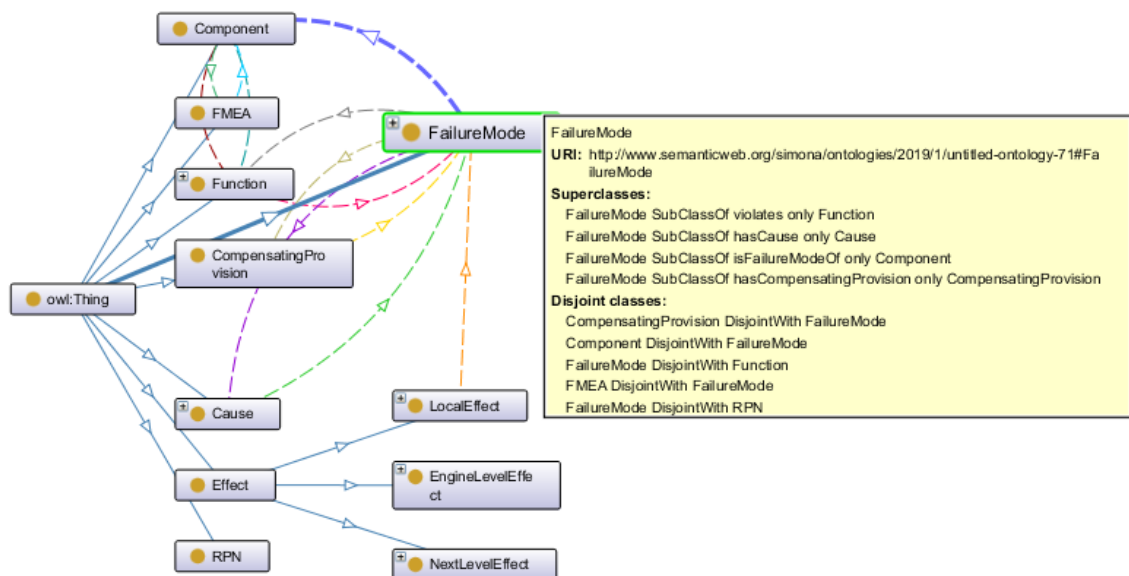 Component
FMEA
FailureMode
Function
CompensatingPro
vision
owl:Thing
Cause
LocalEffect
Effect
EngineLevelEffe
ct
RPN
NextLevelEffect
FailureMode
URI: http://www.semanticweb.org/simona/ontologies/2019/1/untitled-ontology-71#Fa
ilureMode
Superclasses:
FailureMode SubClassOf violates only Function
FailureMode SubClassOf hasCause only Cause
FailureMode SubClassOf isFailureModeOf only Component
FailureMode SubClassOf hasCompensatingProvision only CompensatingProvision
Disjoint classes:
CompensatingProvision DisjointWith FailureMode
Component DisjointWith FailureMode
FailureMode DisjointWith Function
FMEA DisjointWith FailureMode
FailureMode DisjointWith RPN